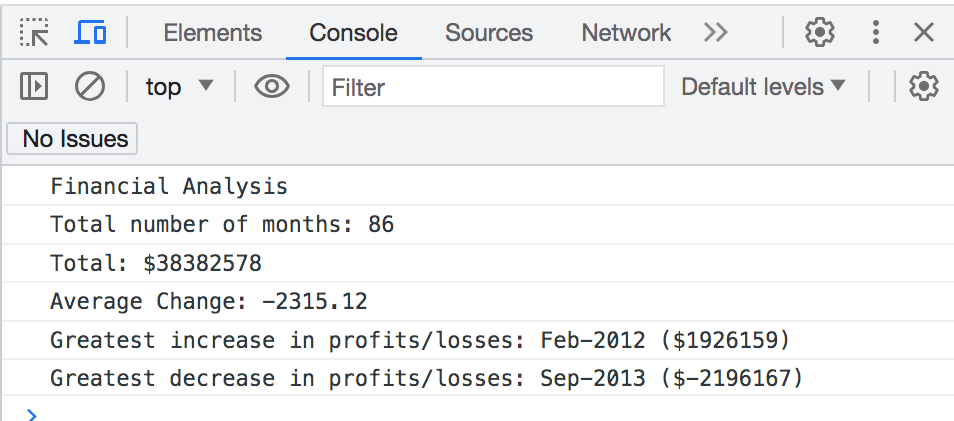 Elements Console Sources Network
top Filter Default levels
No Issues
Financial Analysis
Total number of months: 86
Total: $38382578
Average Change: -2315.12
Greatest increase in profits/losses: Feb-2012 ($1926159)
Greatest decrease in profits/losses: Sep-2013 ($-2196167)